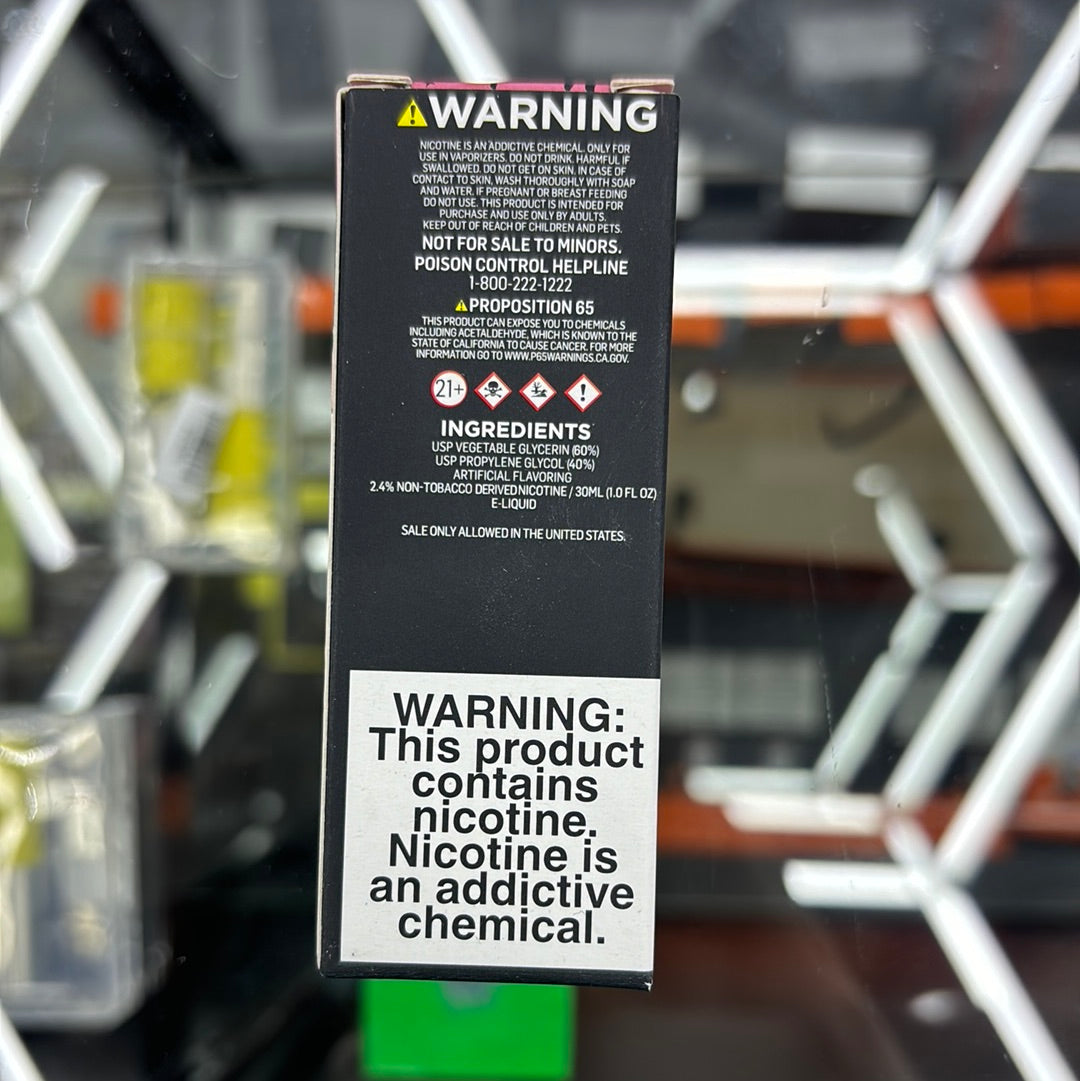 WARNING
NICOTINE IS AN ADDICTIVE CHEMICAL. ONLY FOR
USE IN VAPORIZERS. DO NOT DRINK. HARMFUL IF
SWALLOWED. DO NOT GET ON SKIN. IN CASE OF
CONTACT TO SKIN, WASH THOROUGHLY WITH SOAP
AND WATER. IF PREGNANT OR BREAST FEEDING
DO NOT USE. THIS PRODUCT IS INTENDED FOR
PURCHASE AND USE ONLY BY ADULTS.
KEEP OUT OF REACH OF CHILDREN AND PETS.
NOT FOR SALE TO MINORS.
POISON CONTROL HELPLINE
1-800-222-1222
PROPOSITION 65
THIS PRODUCT CAN EXPOSE YOU TO CHEMICALS
INCLUDING ACETALDEHYDE, WHICH IS KNOWN TO THE
STATE OF CALIFORNIA TO CAUSE CANCER. FOR MORE
INFORMATION GO TO WWW.P65WARNINGS.CA.GOV.
21+
INGREDIENTS
USP VEGETABLE GLYCERIN (60%)
USP PROPYLENE GLYCOL (40%)
ARTIFICIAL FLAVORING
2.4% NON-TOBACCO DERIVED NICOTINE / 30ML (1.0 FL OZ)
E-LIQUID
SALE ONLY ALLOWED IN THE UNITED STATES.
WARNING:
This product
contains
nicotine.
Nicotine is
an addictive
chemical.